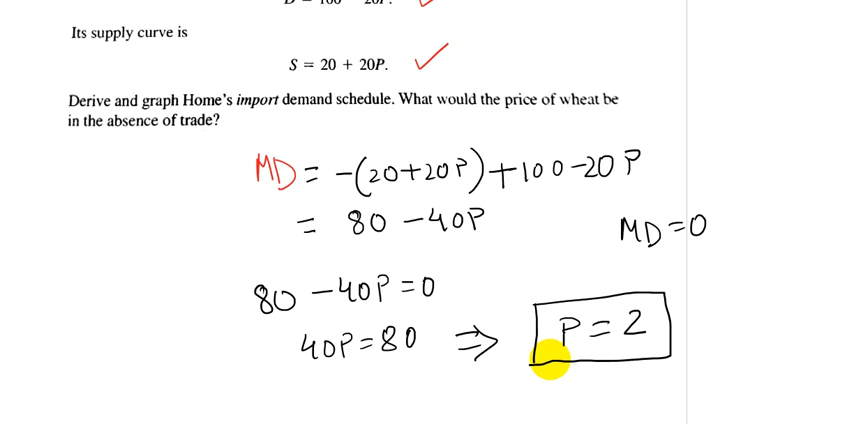 D = 100 − 20P.
Its supply curve is
S = 20 + 20P.
Derive and graph Home's import demand schedule. What would the price of wheat be
in the absence of trade?
MD = -(20+20P)+100-20P
= 80 -40P
MD=0
80 -40P=0
40P=80 ⇒ P=2